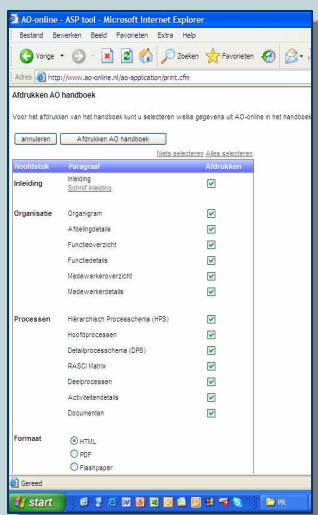 AO-online - ASP tool - Microsoft Internet Explorer
Bestand Bewerken Beeld Favorieten Extra Help
Vorige Zoeken Favorieten
Adres http://www.ao-online.nl/ao-application/print.cfm
Afdrukken AO handboek
Voor het afdrukken van het handboek kunt u selecteren welke gegevens uit AO-online in het handboek
annuleren Afdrukken AO handboek
Niets selecteren Alles selecteren
Hoofdstuk Paragraaf Afdrukken
Inleiding Inleiding
Schrijf inleiding
Organisatie Organigram
Afdelingdetails
Functieoverzicht
Functiedetails
Medewerkeroverzicht
Medewerkerdetails
Processen Hiërarchisch Processchema (HPS)
Hoofdprocessen
Detailprocesschema (DPS)
RASCI Matrix
Deelprocessen
Activiteitendetails
Documenten
Formaat HTML
PDF
Flashpaper
Gereed
start PR